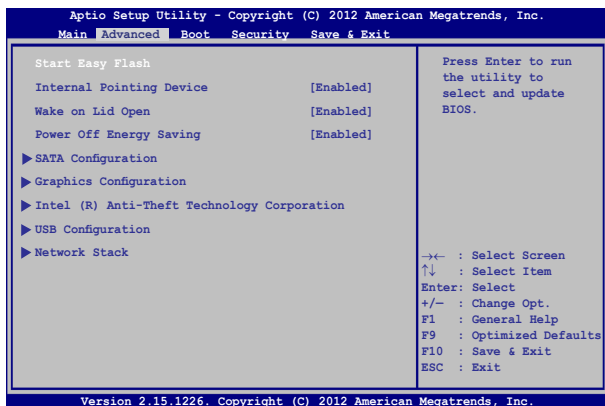 Aptio Setup Utility - Copyright (C) 2012 American Megatrends, Inc.
Main Advanced Boot Security Save & Exit
Start Easy Flash
Internal Pointing Device [Enabled]
Wake on Lid Open [Enabled]
Power Off Energy Saving [Enabled]
SATA Configuration
Graphics Configuration
Intel (R) Anti-Theft Technology Corporation
USB Configuration
Network Stack
Press Enter to run
the utility to
select and update
BIOS.
→← : Select Screen
↑↓ : Select Item
Enter: Select
+/— : Change Opt.
F1 : General Help
F9 : Optimized Defaults
F10 : Save & Exit
ESC : Exit
Version 2.15.1226. Copyright (C) 2012 American Megatrends, Inc.